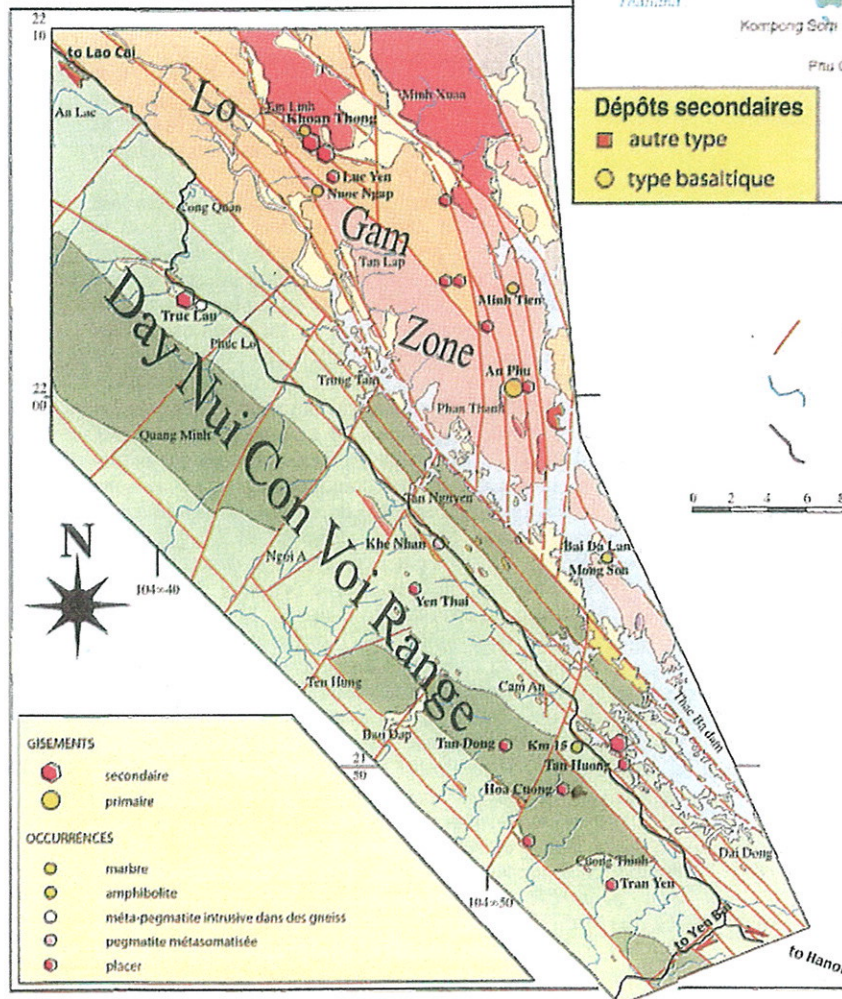 22
10
to Lao Cai
An Lac
Lo
Minh Xuan
Khoan Thong
Luc Yen
Nuoc Ngap
Cong Quan
Gam
Tan Lap
Zone
Minh Tien
An Phu
Phan Thanh
Truc Lau
Phuc Lo
Trung Tam
22
00
Day Nui Con Voi Range
Quang Minh
Tan Nguyen
Khe Nhan
Ngoi A
Yen Thai
Bai Da Lan
Mong Son
N
104°40
Ten Hung
Cam An
Thac Ba dam
Bau Dap
Tan Dong
Km 15
Tan Huong
21
50
Hoa Cuong
Dai Dong
Cuong Thinh
Tran Yen
104°50
to Yen Bai
to Hanoi
Kompong Som
Dépôts secondaires
autre type
type basaltique
0 2 4 6 8
GISEMENTS
secondaire
primaire
OCCURRENCES
marbre
amphibolite
méta-pegmatite intrusive dans des gneiss
pegmatite métasomatisée
placer